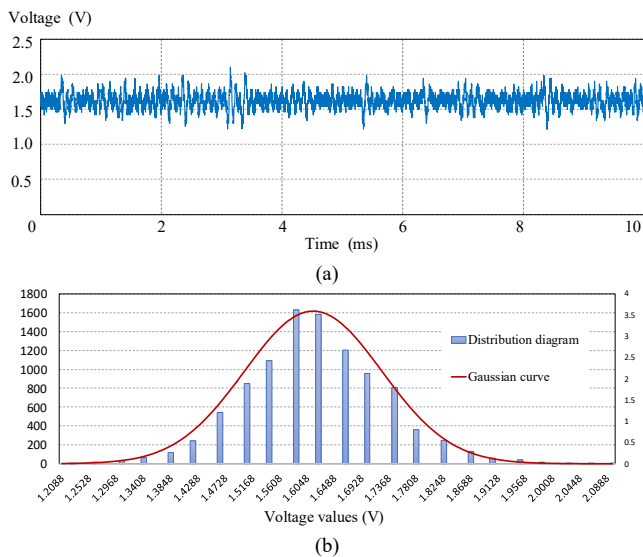 Voltage (V)
2.5
2.0
1.5
1.0
0.5
0 2 4 6 8 10
Time (ms)
(a)
1800 4
1600 3.5
1400 3
1200 2.5
1000 2
800 1.5
600 1
400 0.5
200 0
0
Distribution diagram
Gaussian curve
1.2088 1.2528 1.2968 1.3408 1.3848 1.4288 1.4728 1.5168 1.5608 1.6048 1.6488 1.6928 1.7368 1.7808 1.8248 1.8688 1.9128 1.9568 2.0008 2.0448 2.0888
Voltage values (V)
(b)